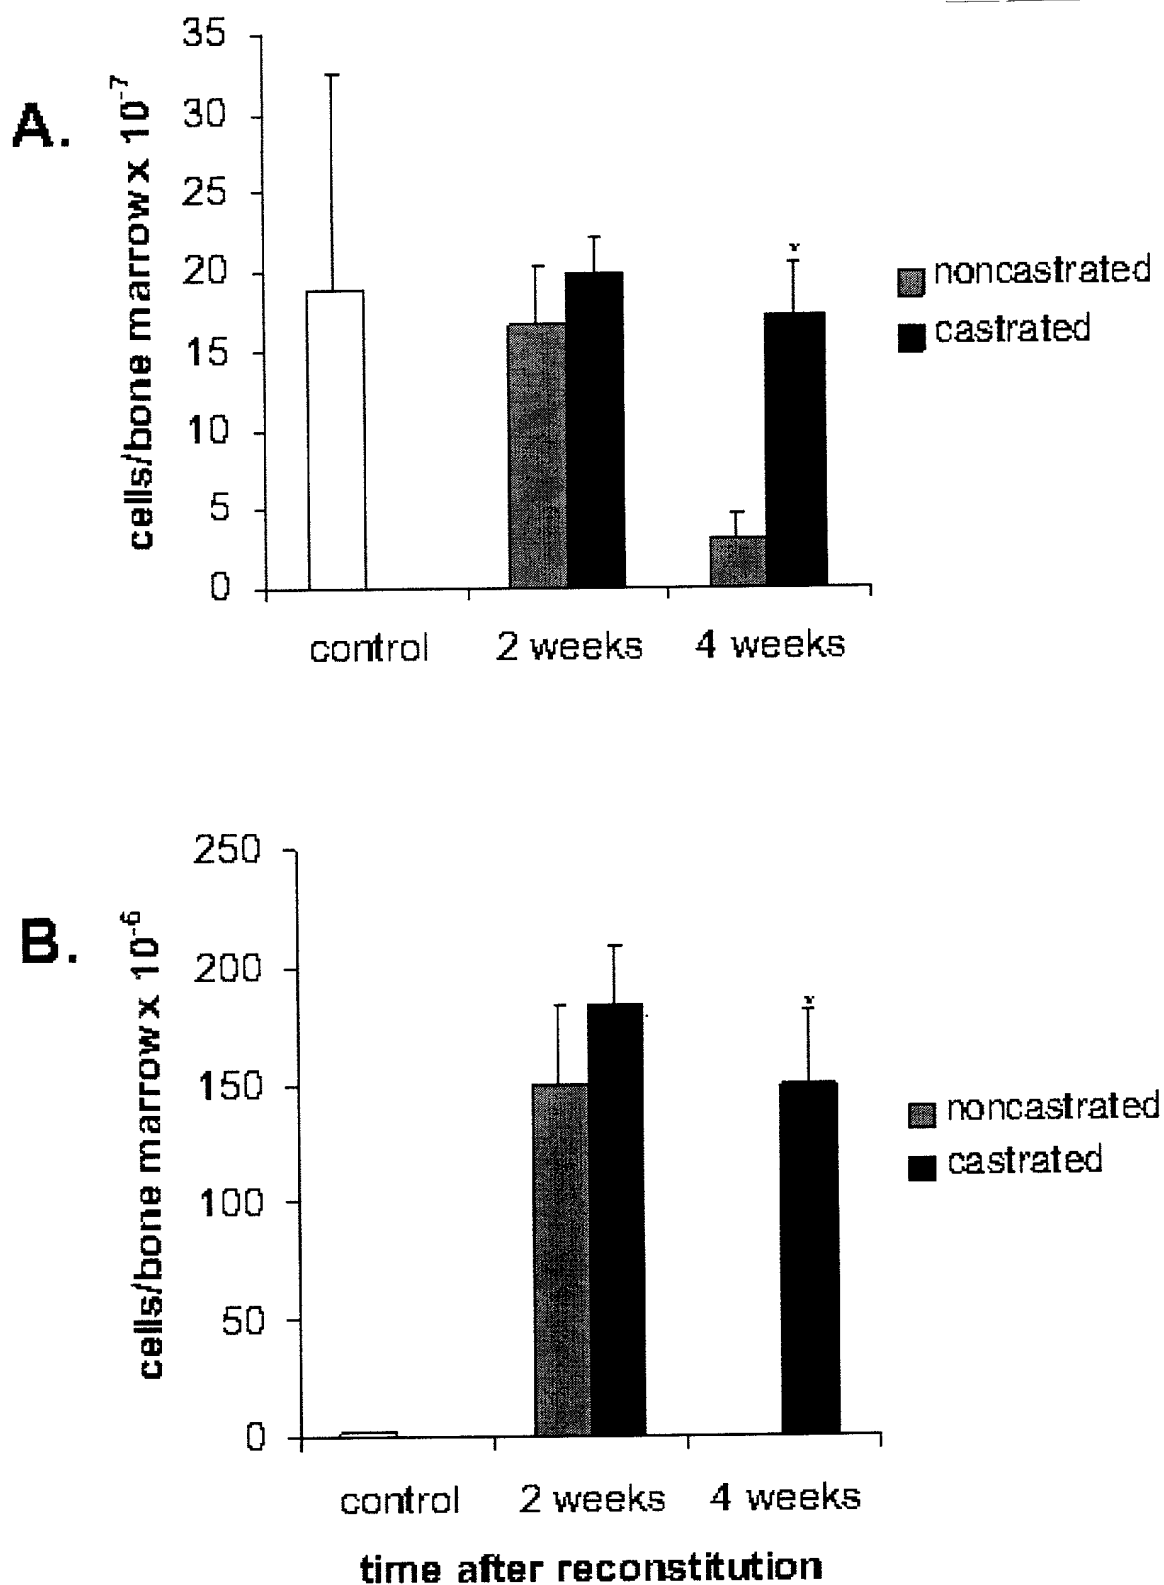 A.
cells/bone marrow x 10⁻⁷
35
30
25
20
15
10
5
0
*
control 2 weeks 4 weeks
noncastrated
castrated
B.
cells/bone marrow x 10⁻⁶
250
200
150
100
50
0
*
control 2 weeks 4 weeks
noncastrated
castrated
time after reconstitution